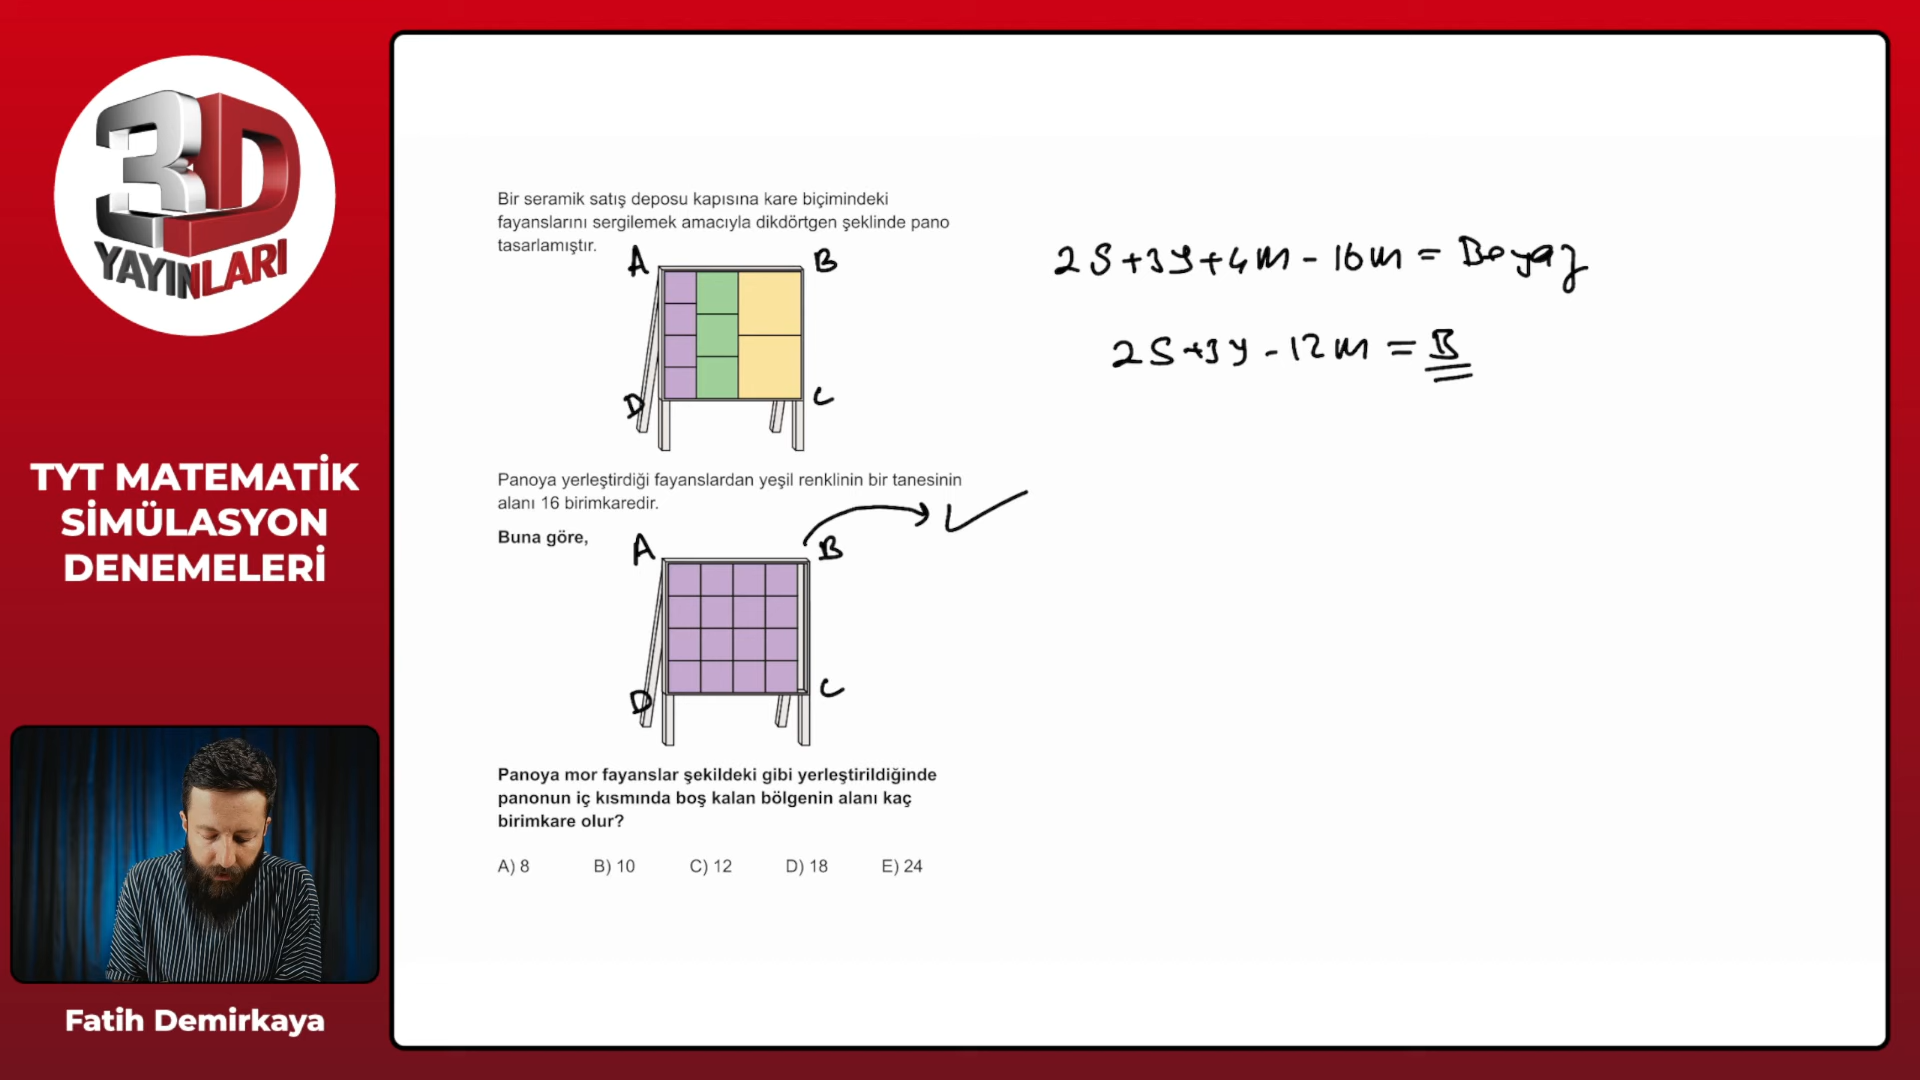 3D
YAYINLARI
TYT MATEMATİK
SİMÜLASYON
DENEMELERİ
Fatih Demirkaya
Bir seramik satış deposu kapısına kare biçimindeki
fayanslarını sergilemek amacıyla dikdörtgen şeklinde pano
tasarlamıştır.
A B
D C
Panoya yerleştirdiği fayanslardan yeşil renklinin bir tanesinin
alanı 16 birimkaredir.
Buna göre,
A B
D C
Panoya mor fayanslar şekildeki gibi yerleştirildiğinde
panonun iç kısmında boş kalan bölgenin alanı kaç
birimkare olur?
A) 8 B) 10 C) 12 D) 18 E) 24
2S+3y+4m-16m = Beyaz
2S+3y-12m = B